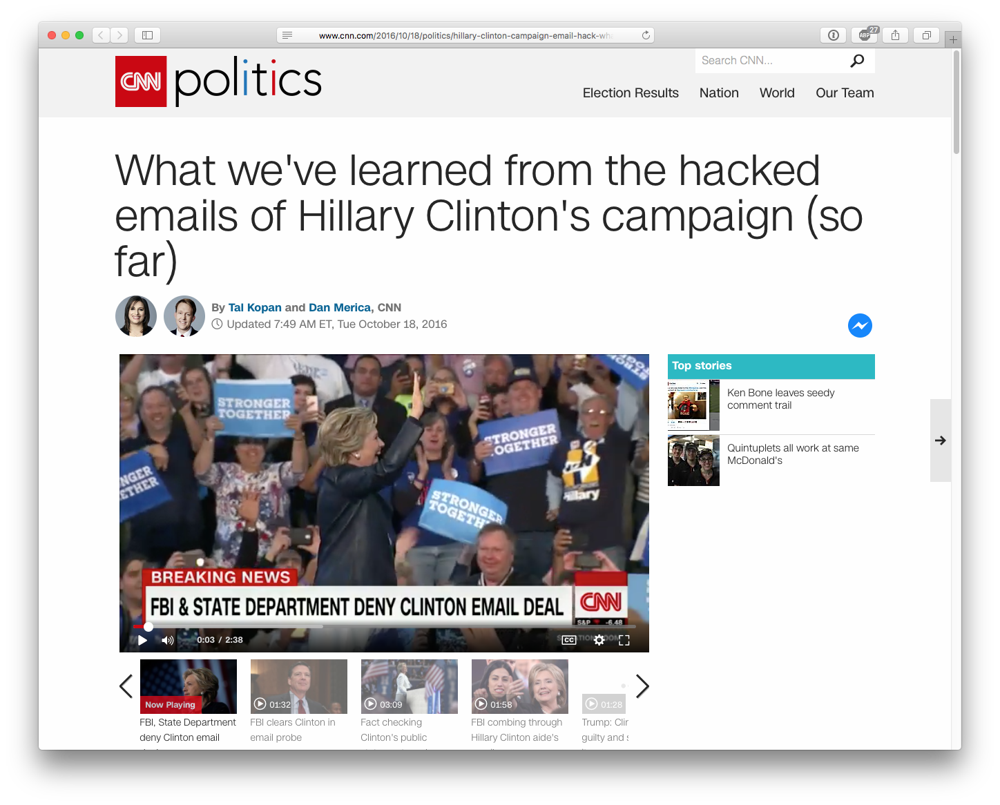 www.cnn.com/2016/10/18/politics/hillary-clinton-campaign-email-hack-wh
ABP
27
CNN politics
Search CNN...
Election Results Nation World Our Team
What we've learned from the hacked
emails of Hillary Clinton's campaign (so
far)
By Tal Kopan and Dan Merica, CNN
Updated 7:49 AM ET, Tue October 18, 2016
STRONGER
TOGETHER
STRONGER
TOGETHER
STRONGER
TOGETHER
BREAKING NEWS
FBI & STATE DEPARTMENT DENY CLINTON EMAIL DEAL
CNN
S&P -6.48
0:03 / 2:38
CC
Top stories
Ken Bone leaves seedy
comment trail
Quintuplets all work at same
McDonald's
Now Playing
01:32
03:09
01:58
01:28
FBI, State Department
deny Clinton email
FBI clears Clinton in
email probe
Fact checking
Clinton's public
FBI combing through
Hillary Clinton aide's
Trump: Clin
guilty and s